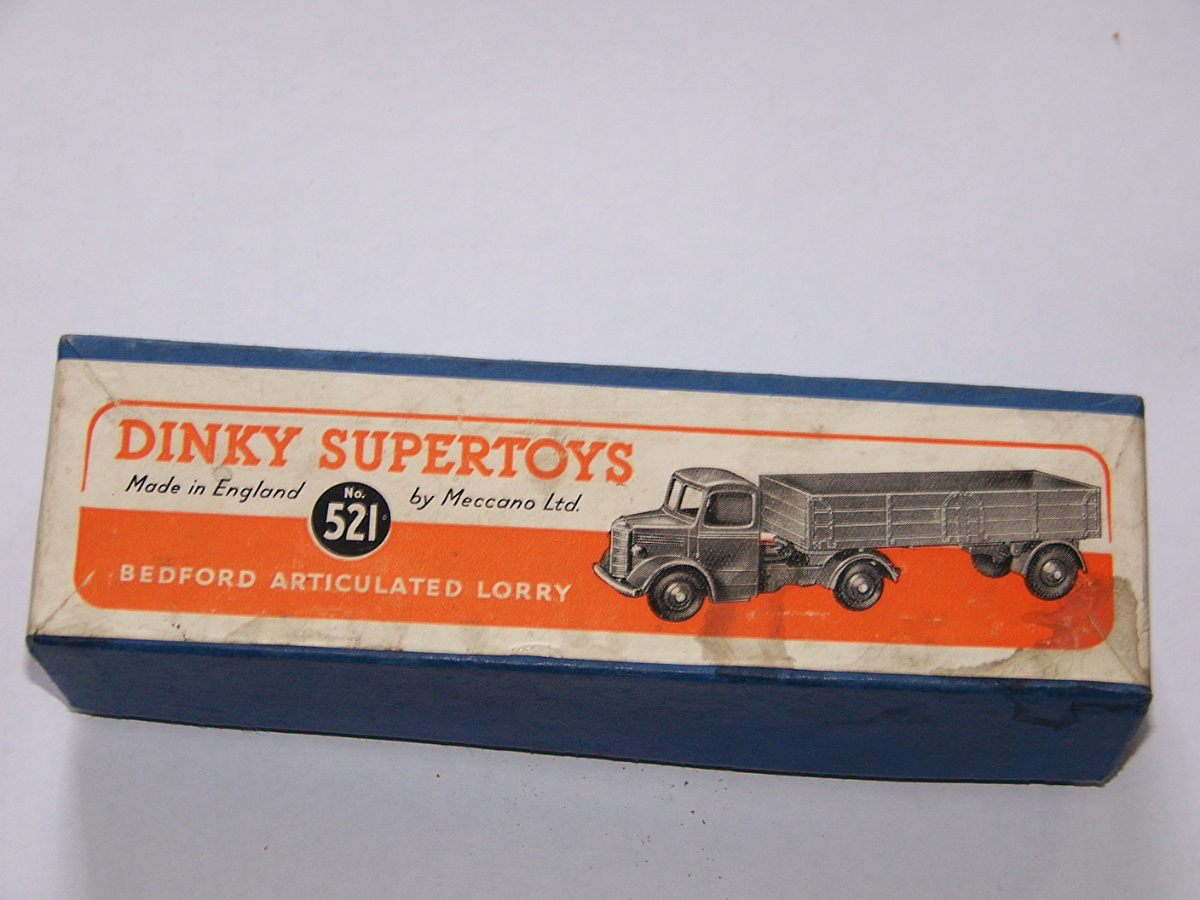 DINKY SUPERTOYS
Made in England
No.
521
by Meccano Ltd.
BEDFORD ARTICULATED LORRY